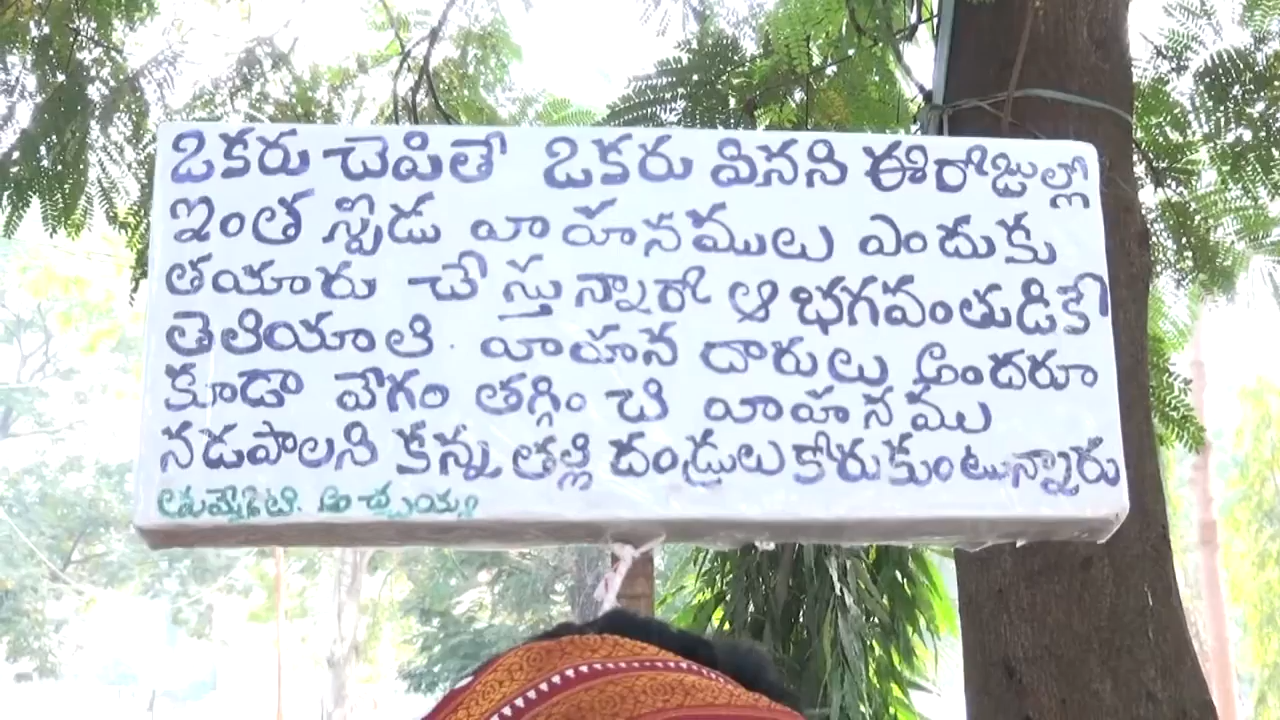 ఒకరు చెపితే ఒకరు వినని ఈరోజుల్లో
ఇంత స్పీడు వాహనములు ఎందుకు
తయారు చేస్తున్నారో ఆ భగవంతుడికే
తెలియాలి. వాహన దారులు అందరూ
కూడా వేగం తగ్గించి వాహనము
నడపాలని కన్న తల్లి దండ్రులు కోరుకుంటున్నారు